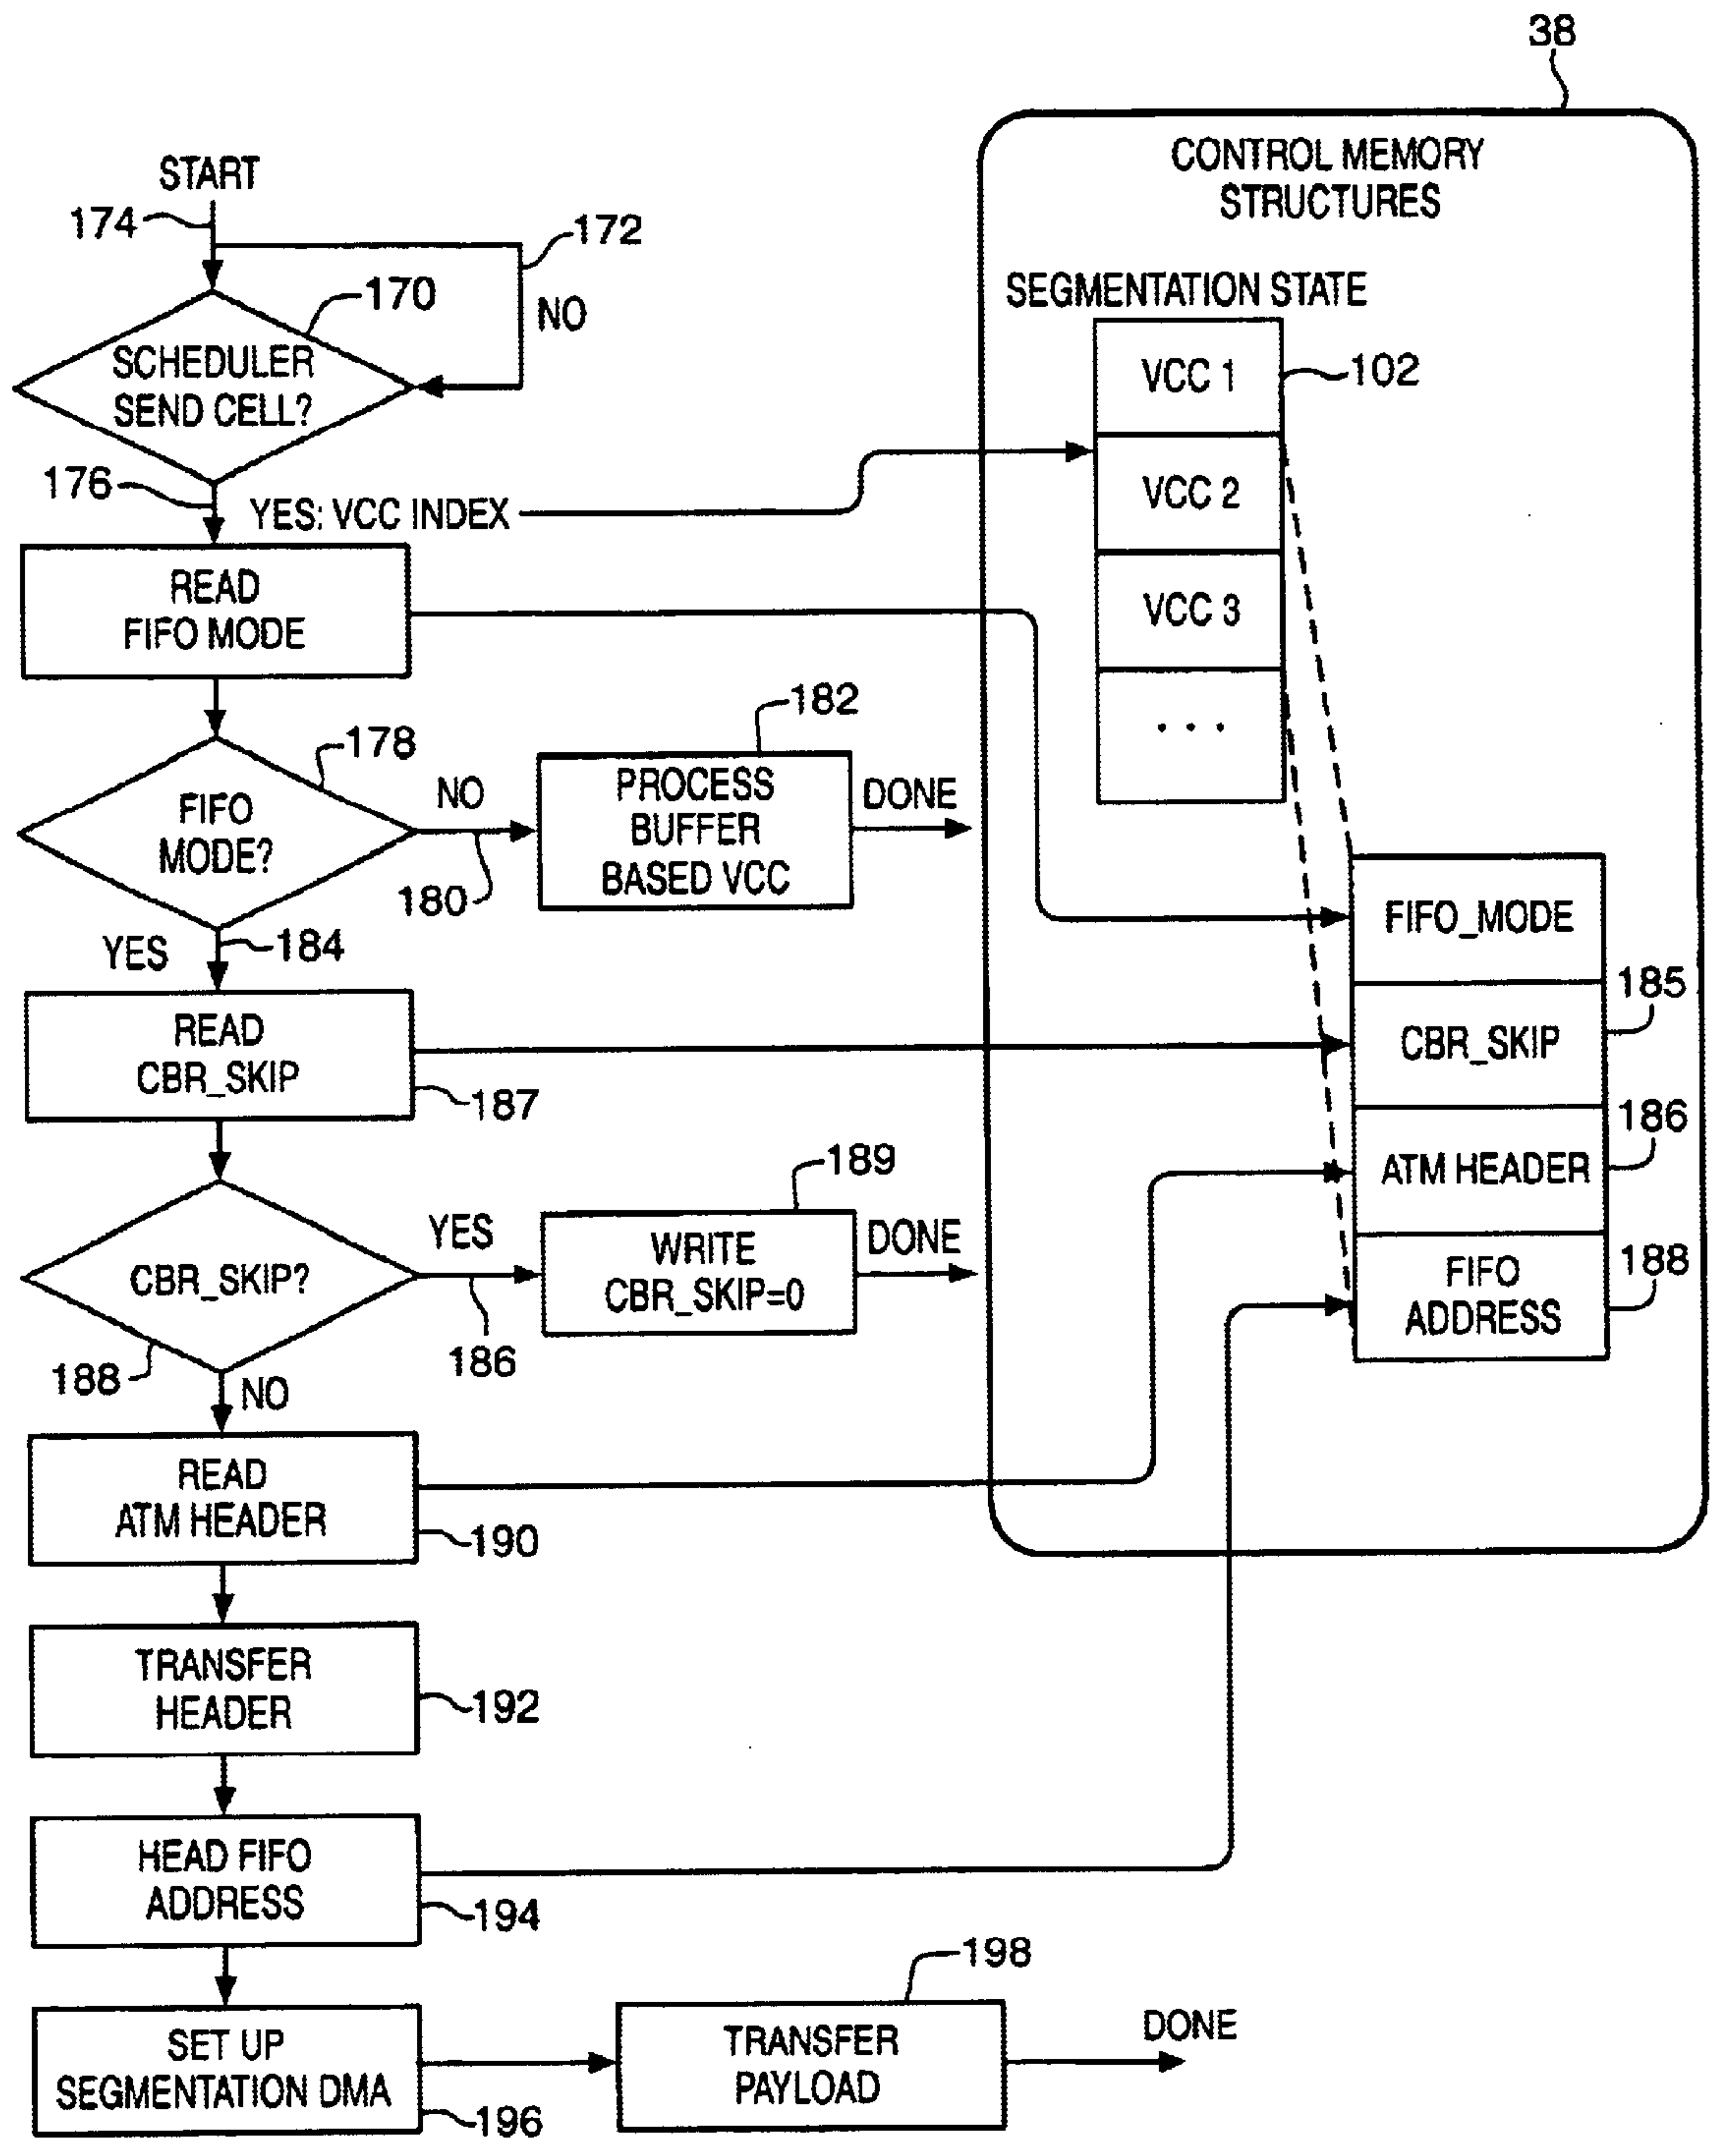 38
CONTROL MEMORY
STRUCTURES
START
174
172
170
NO
SCHEDULER
SEND CELL?
SEGMENTATION STATE
VCC 1
102
176
YES: VCC INDEX
VCC 2
READ
FIFO MODE
VCC 3
. . .
178
182
FIFO
MODE?
NO
180
PROCESS
BUFFER
BASED VCC
DONE
FIFO_MODE
YES
184
185
READ
CBR_SKIP
187
CBR_SKIP
186
ATM HEADER
189
CBR_SKIP?
YES
186
WRITE
CBR_SKIP=0
DONE
188
FIFO
ADDRESS
188
NO
READ
ATM HEADER
190
TRANSFER
HEADER
192
HEAD FIFO
ADDRESS
194
198
SET UP
SEGMENTATION DMA
196
TRANSFER
PAYLOAD
DONE